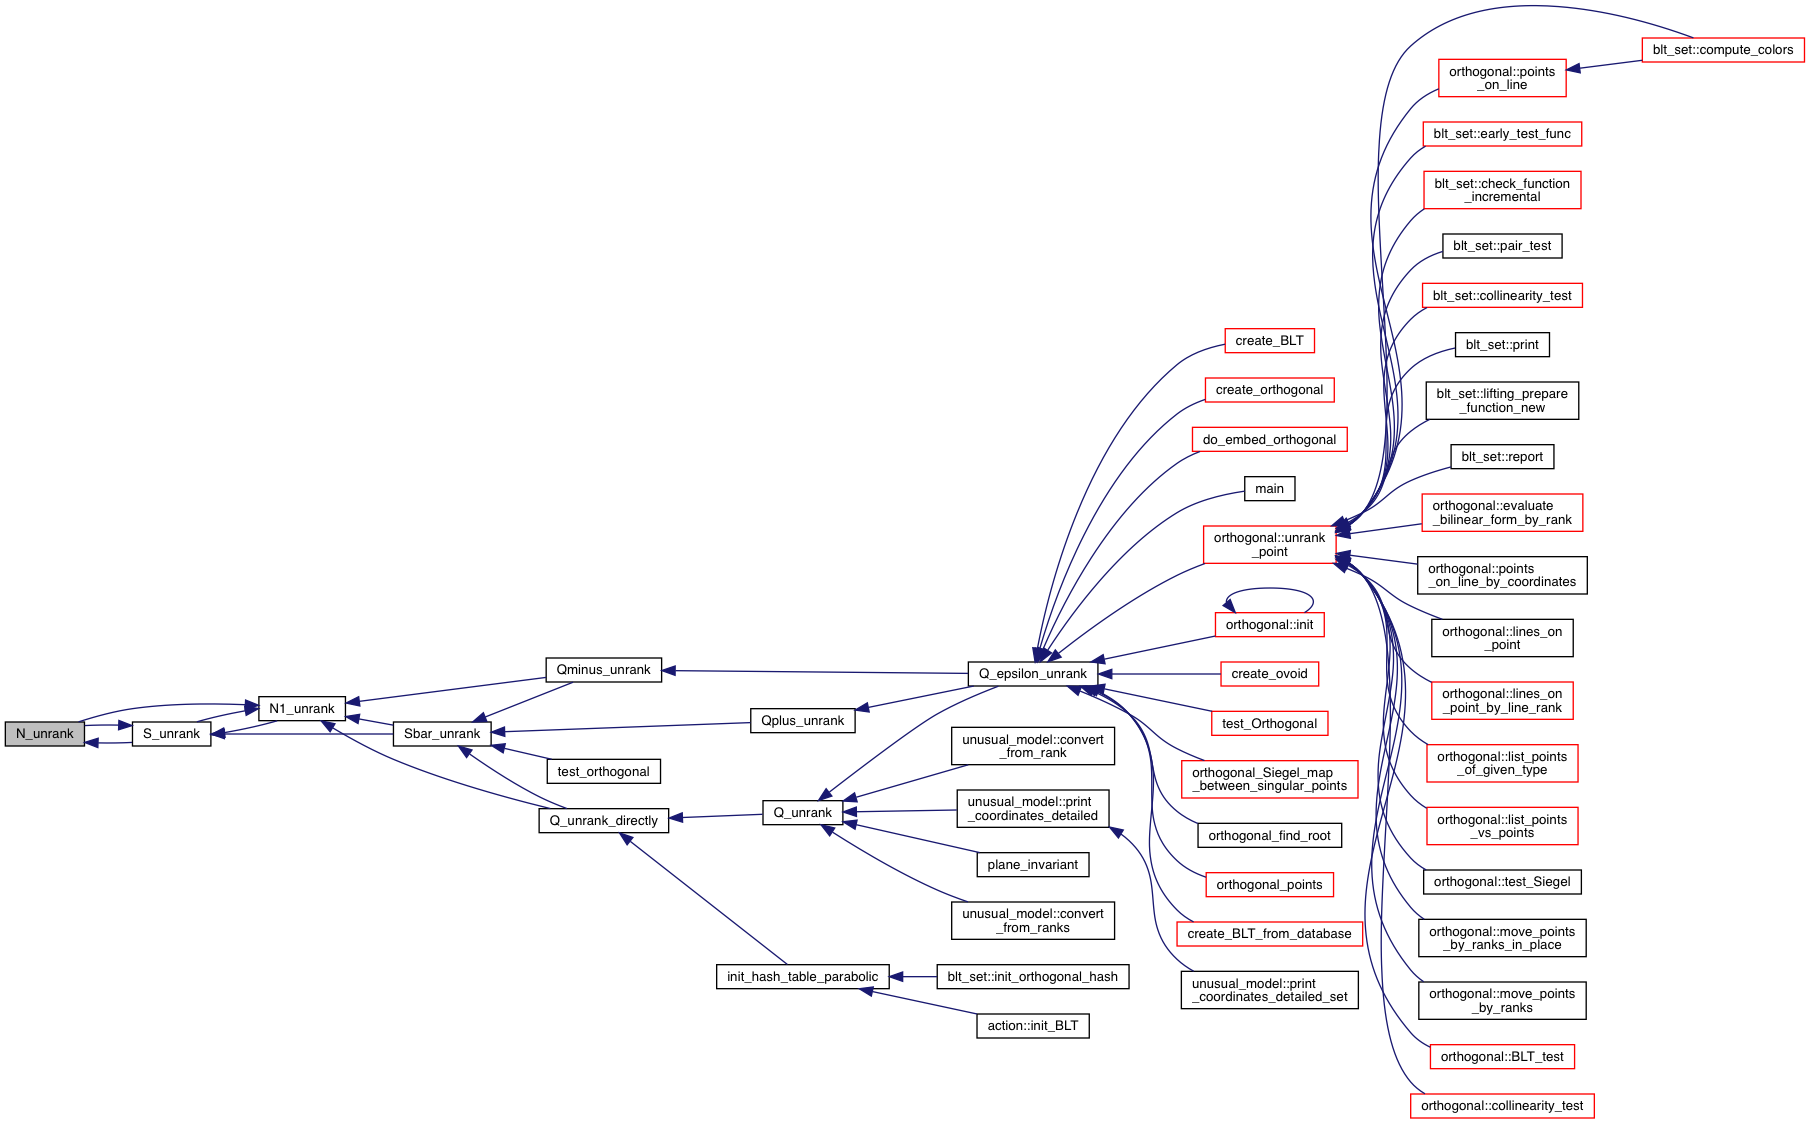 N_unrank
S_unrank
N1_unrank
Qminus_unrank
Sbar_unrank
test_orthogonal
Q_unrank_directly
Qplus_unrank
Q_unrank
init_hash_table_parabolic
unusual_model::convert
_from_rank
unusual_model::print
_coordinates_detailed
plane_invariant
unusual_model::convert
_from_ranks
blt_set::init_orthogonal_hash
action::init_BLT
Q_epsilon_unrank
create_BLT
create_orthogonal
do_embed_orthogonal
main
orthogonal::unrank
_point
orthogonal::init
create_ovoid
test_Orthogonal
orthogonal_Siegel_map
_between_singular_points
orthogonal_find_root
orthogonal_points
create_BLT_from_database
unusual_model::print
_coordinates_detailed_set
blt_set::compute_colors
orthogonal::points
_on_line
blt_set::early_test_func
blt_set::check_function
_incremental
blt_set::pair_test
blt_set::collinearity_test
blt_set::print
blt_set::lifting_prepare
_function_new
blt_set::report
orthogonal::evaluate
_bilinear_form_by_rank
orthogonal::points
_on_line_by_coordinates
orthogonal::lines_on
_point
orthogonal::lines_on
_point_by_line_rank
orthogonal::list_points
_of_given_type
orthogonal::list_points
_vs_points
orthogonal::test_Siegel
orthogonal::move_points
_by_ranks_in_place
orthogonal::move_points
_by_ranks
orthogonal::BLT_test
orthogonal::collinearity_test